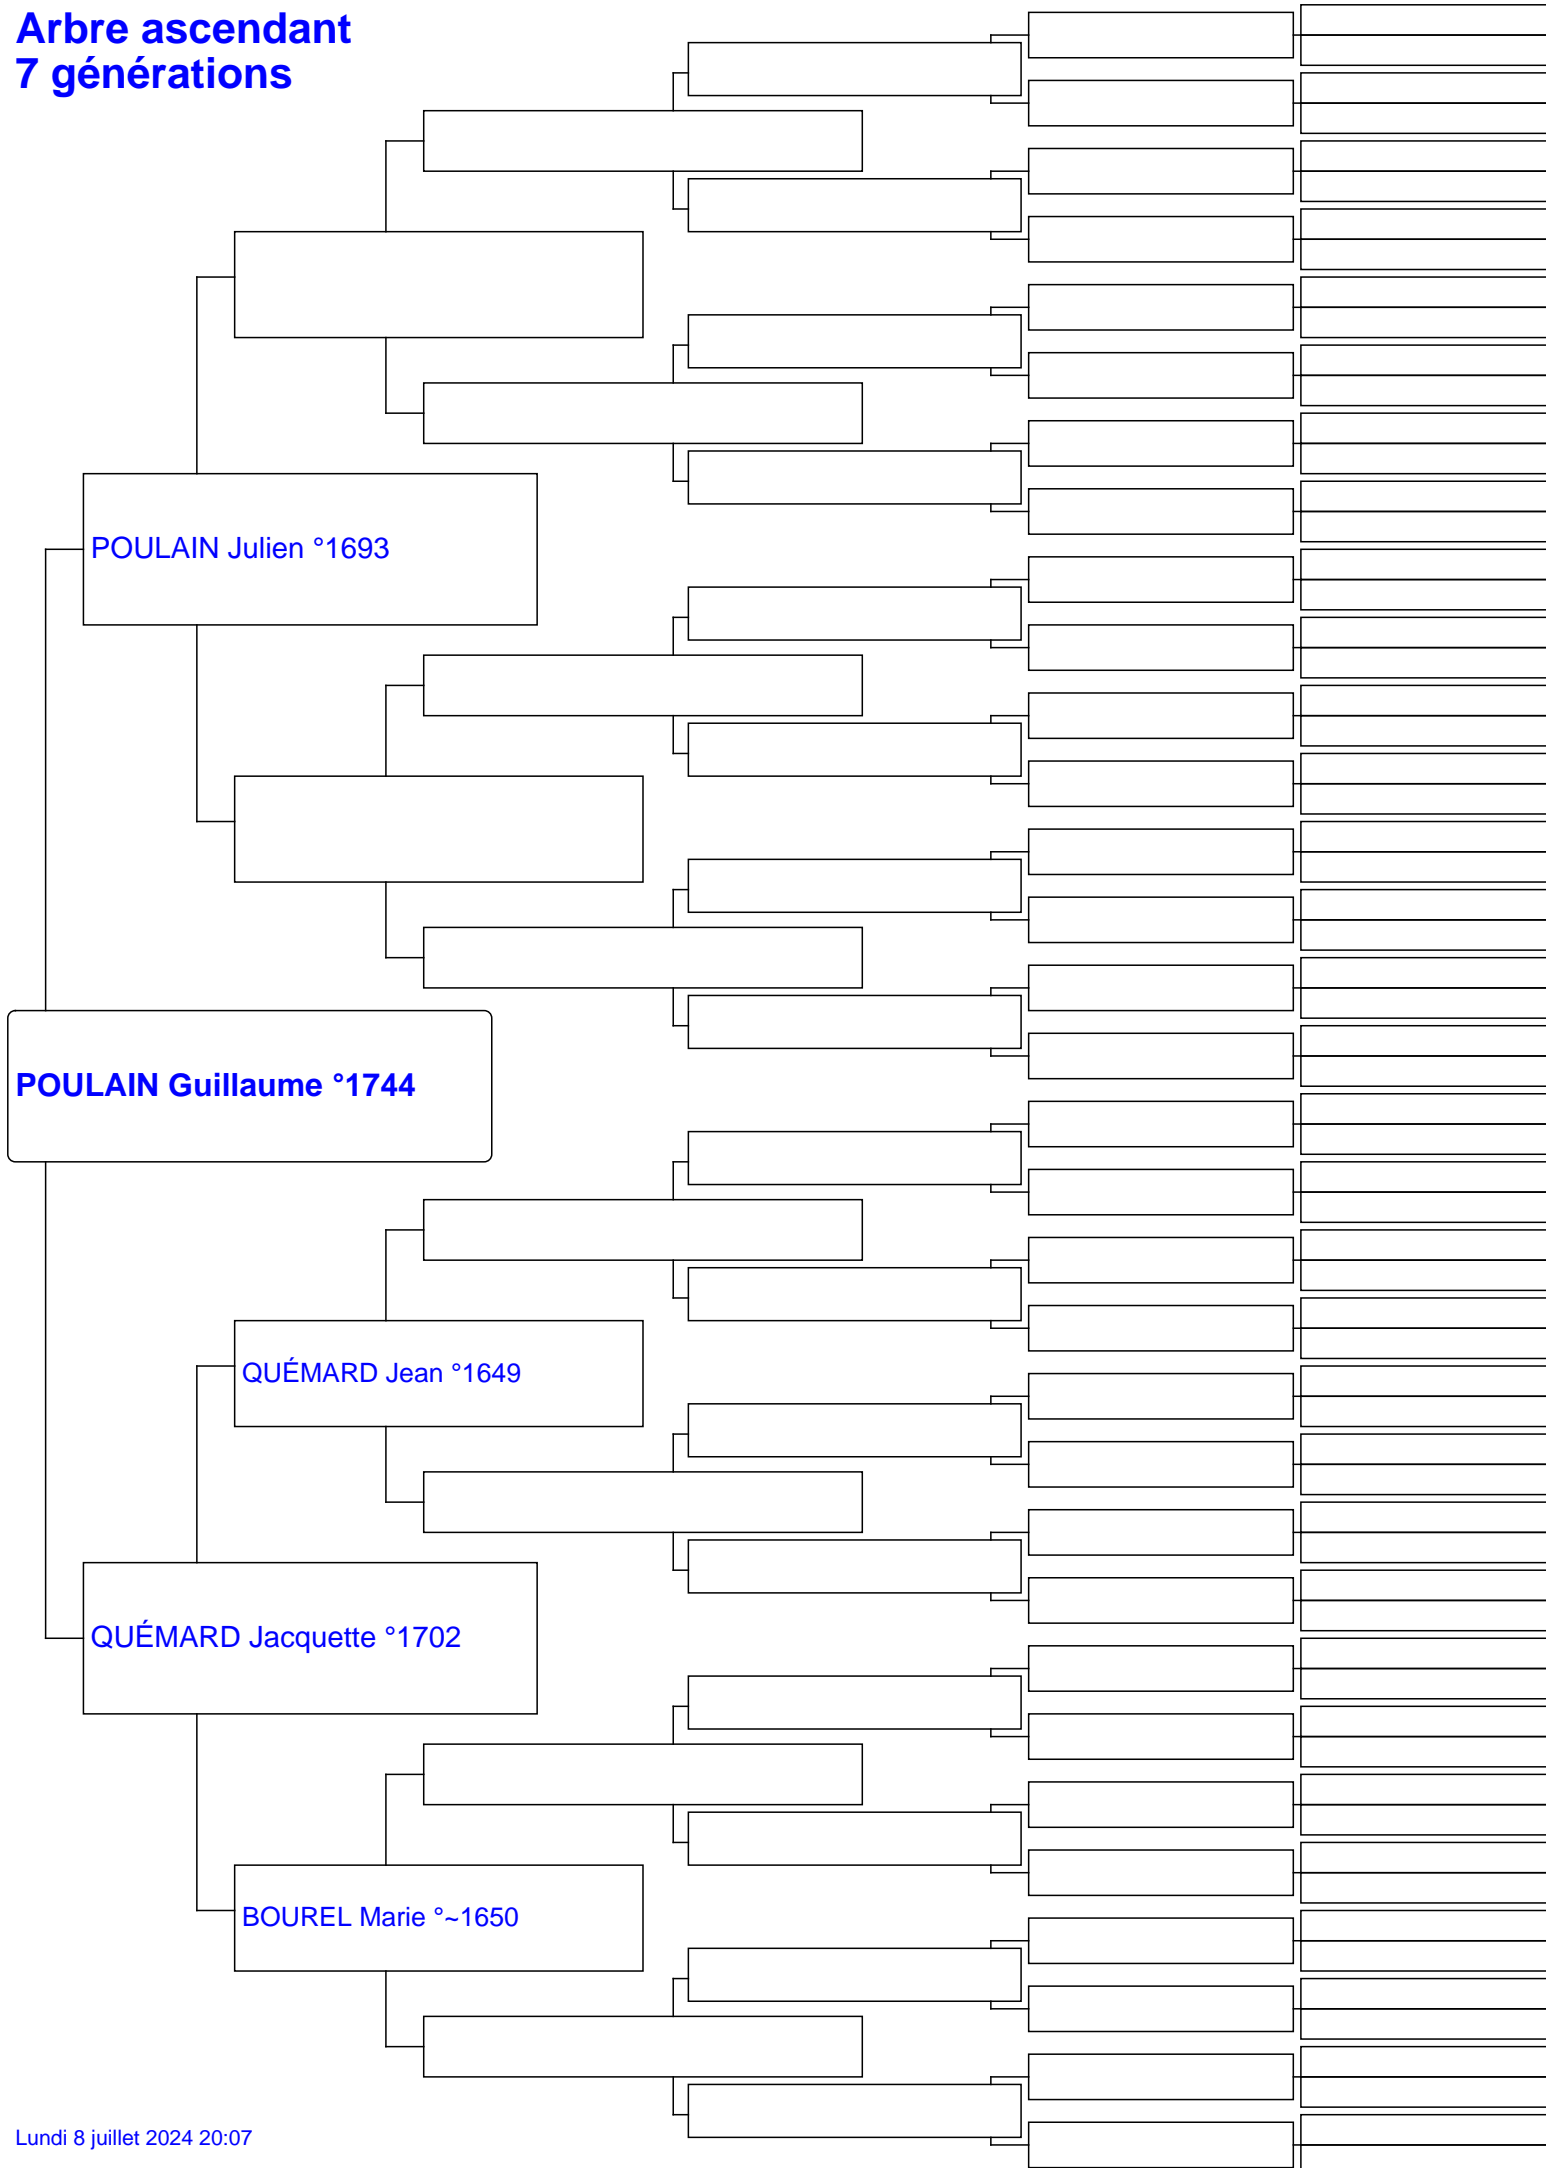 Arbre ascendant
7 générations
POULAIN Julien °1693
POULAIN Guillaume °1744
QUÉMARD Jean °1649
QUÉMARD Jacquette °1702
BOUREL Marie °~1650
Lundi 8 juillet 2024 20:07